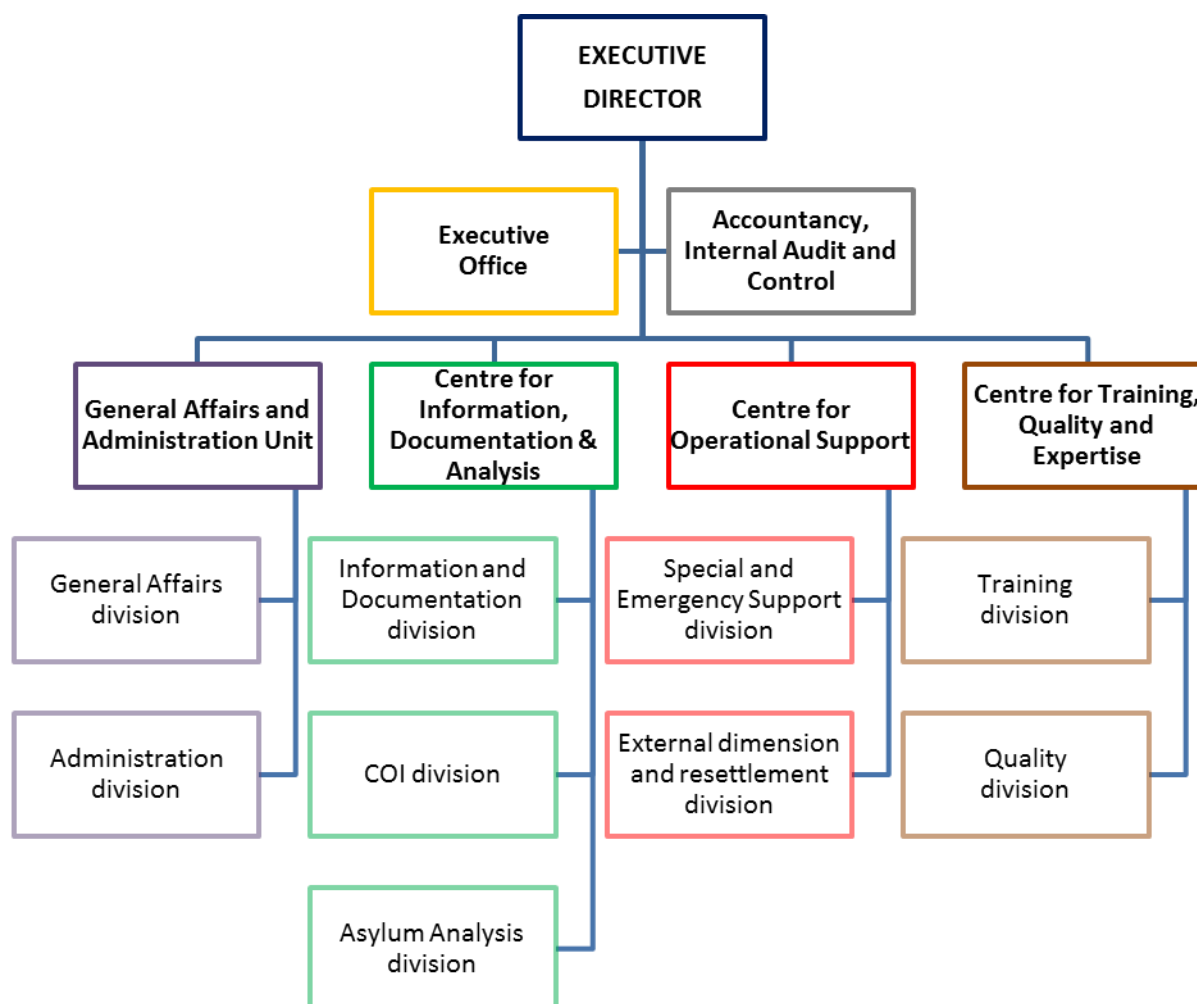 EXECUTIVE
DIRECTOR
Executive
Office
Accountancy,
Internal Audit and
Control
General Affairs and
Administration Unit
Centre for
Information,
Documentation &
Analysis
Centre for
Operational Support
Centre for Training,
Quality and
Expertise
General Affairs
division
Information and
Documentation
division
Special and
Emergency Support
division
Training
division
Administration
division
COI division
External dimension
and resettlement
division
Quality
division
Asylum Analysis
division